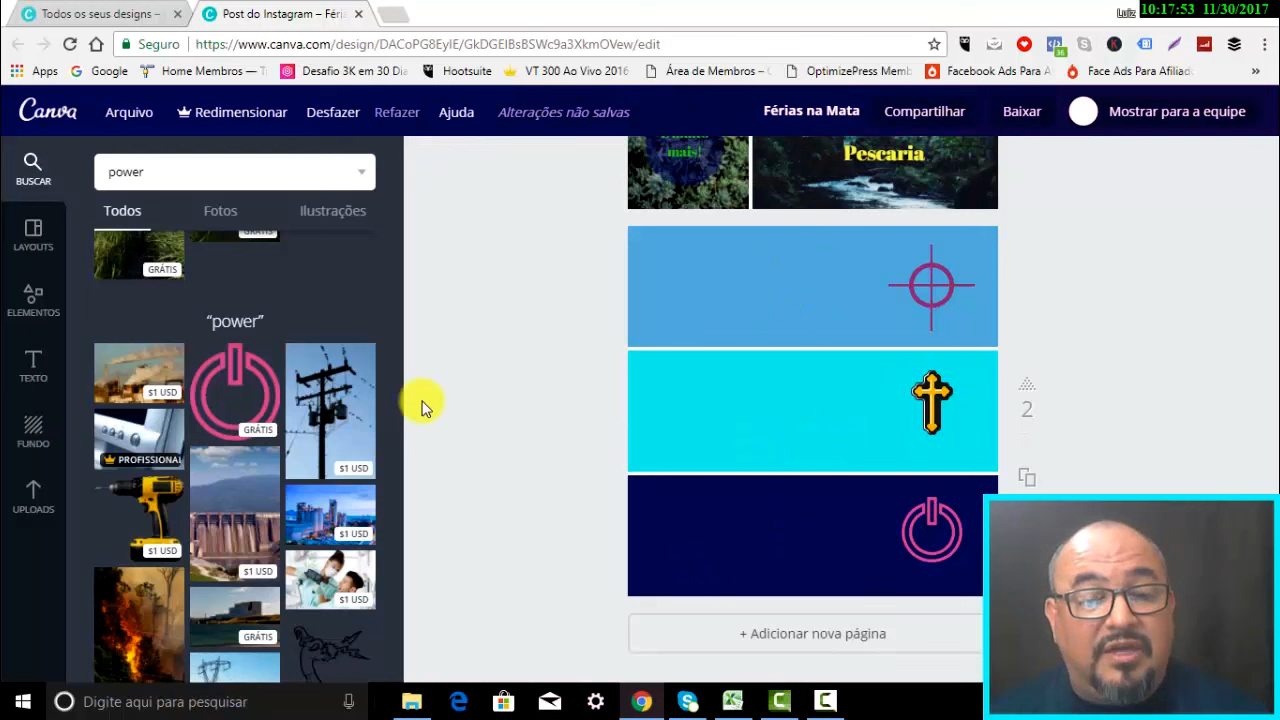 Todos os seus designs –
Post do Instagram – Féri
Luiz
10:17:53 11/30/2017
Seguro
https://www.canva.com/design/DACoPG8EyIE/GkDGEIBsBSWc9a3XkmOVew/edit
36
Apps
Google
Home Membros — T
Desafio 3K em 30 Dia
Hootsuite
VT 300 Ao Vivo 2016
Área de Membros – C
OptimizePress Memb
Facebook Ads Para A
Face Ads Para Afiliad
»
Canva
Arquivo
Redimensionar
Desfazer
Refazer
Ajuda
Alterações não salvas
Férias na Mata
Compartilhar
Baixar
Mostrar para a equipe
BUSCAR
LAYOUTS
ELEMENTOS
TEXTO
FUNDO
UPLOADS
power
Todos
Fotos
Ilustrações
GRÁTIS
GRÁTIS
“power”
$1 USD
GRÁTIS
$1 USD
PROFISSIONAL
$1 USD
$1 USD
$1 USD
$1 USD
GRÁTIS
mais!
Pescaria
2
+ Adicionar nova página
Digite aqui para pesquisar